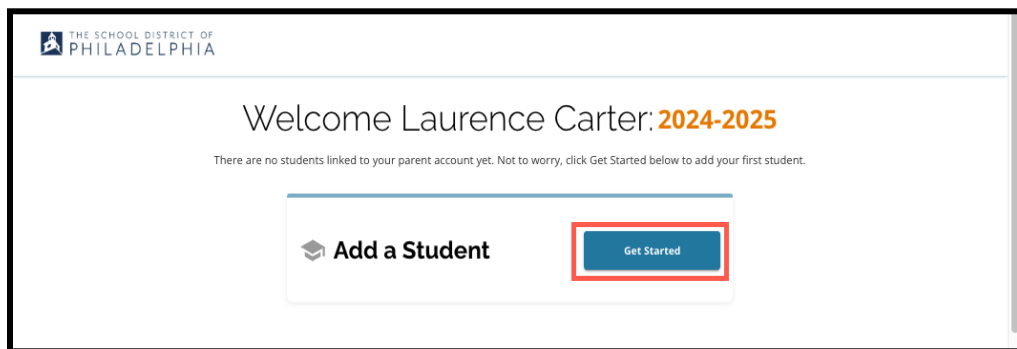 THE SCHOOL DISTRICT OF
PHILADELPHIA
Welcome Laurence Carter: 2024-2025
There are no students linked to your parent account yet. Not to worry, click Get Started below to add your first student.
Add a Student
Get Started